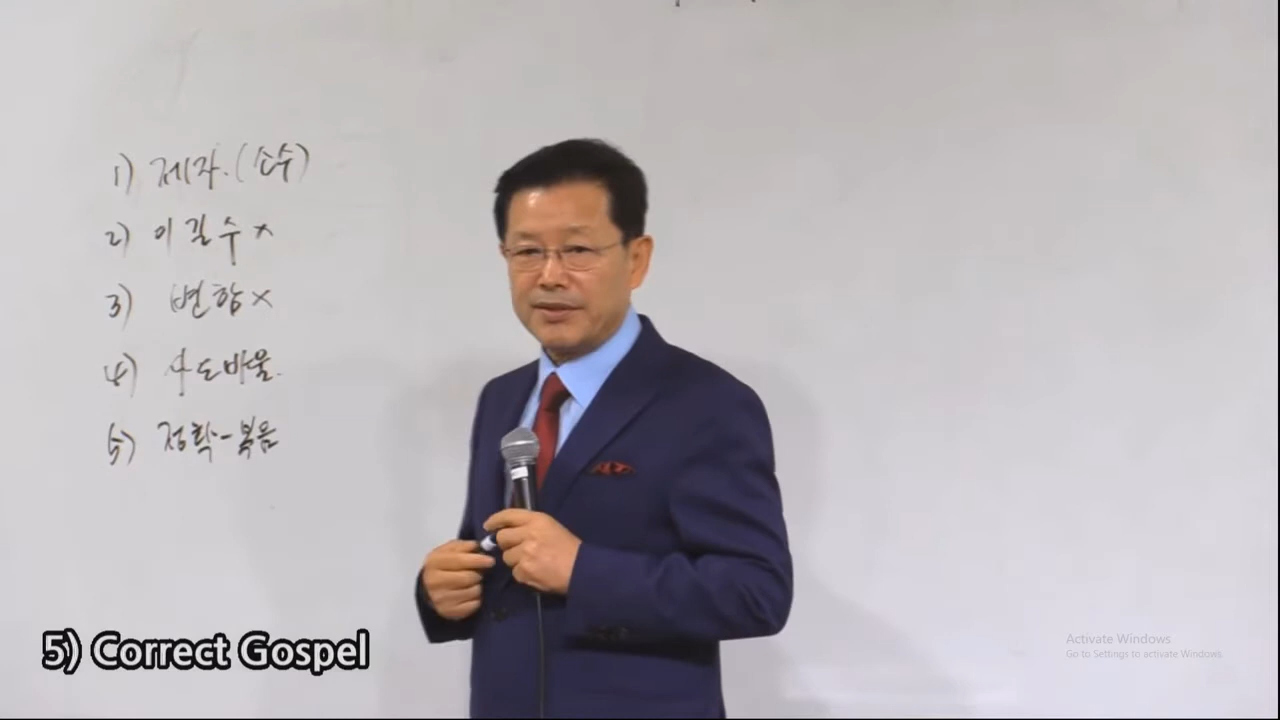 1) 제자.(소수)
2) 이길수×
3) 변함×
4) 사도바울.
5) 정확-복음
5) Correct Gospel
Activate Windows
Go to Settings to activate Windows.